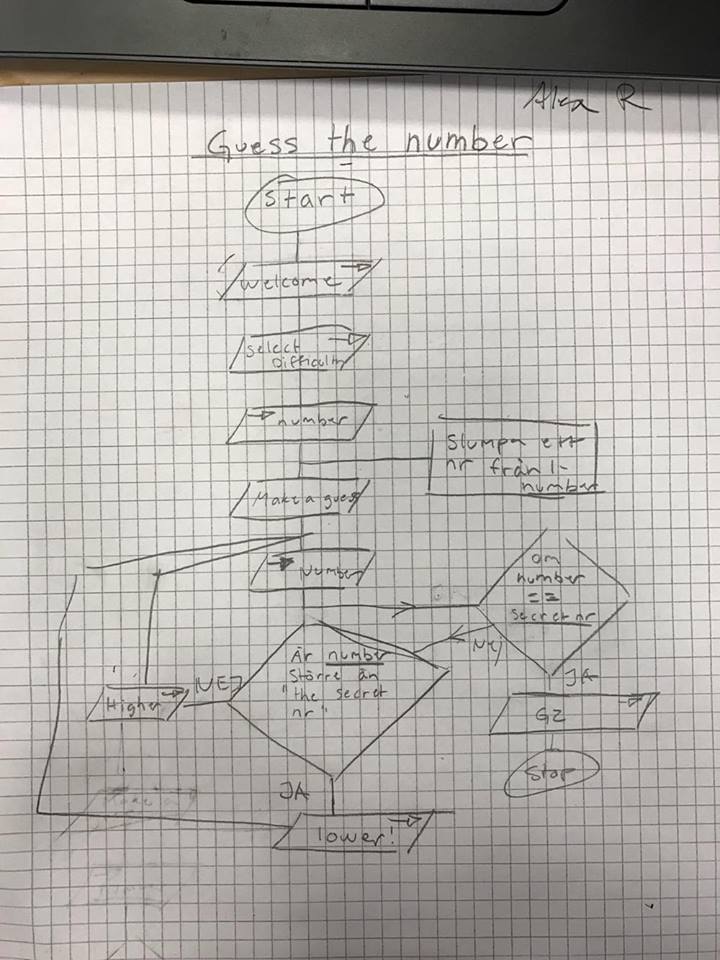 Alex R
Guess the number
Start
Welcome
Select
Difficulty
number
Slumpa ett
nr från 1-
number
Make a guess
Number
om
number
==
secret nr
NEJ
Är number
Större än
"the secret
nr"
NEJ
Higher
JA
GZ
Stop
JA
lower!